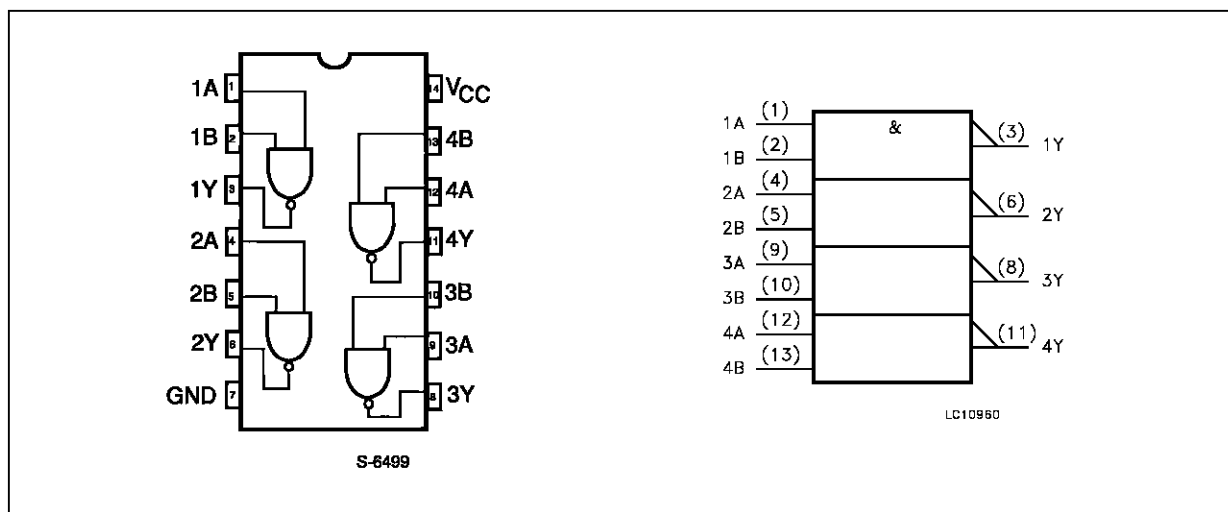 1A 1 14 VCC
1B 2 13 4B
1Y 3 12 4A
2A 4 11 4Y
2B 5 10 3B
2Y 6 9 3A
GND 7 8 3Y
S-6499
&
1A (1)
1B (2)
(3) 1Y
2A (4)
2B (5)
(6) 2Y
3A (9)
3B (10)
(8) 3Y
4A (12)
4B (13)
(11) 4Y
LC10960